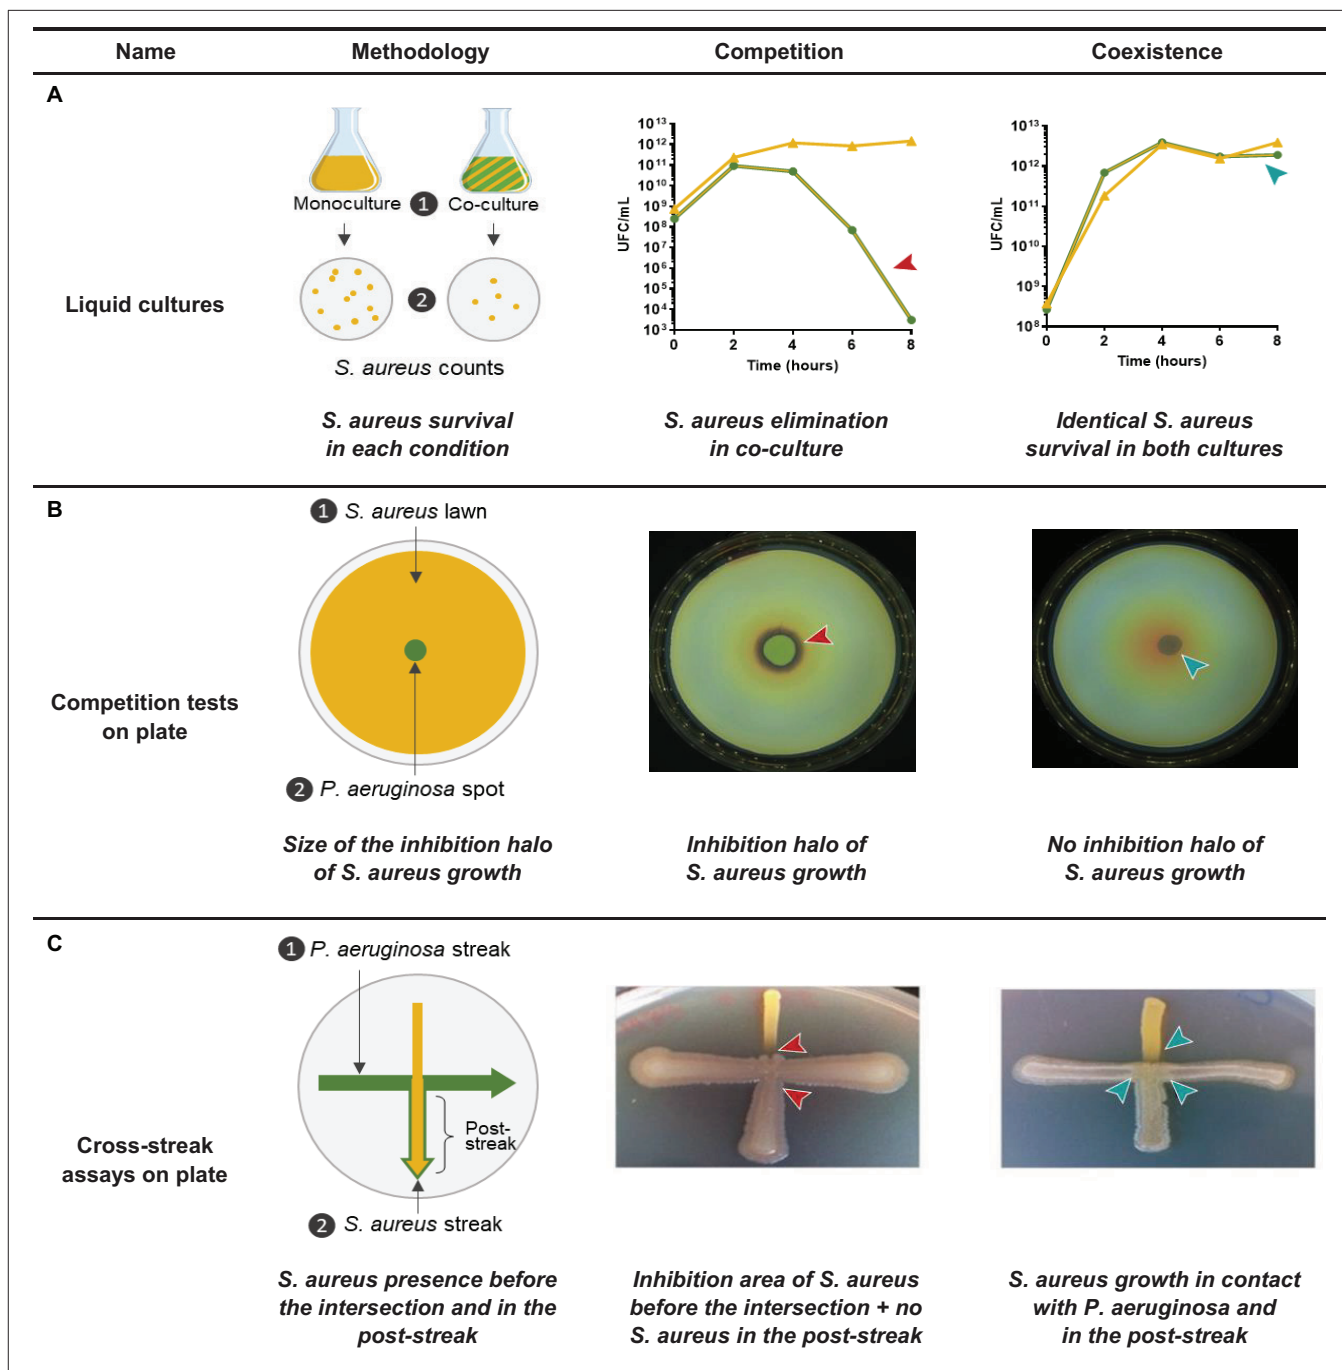 Name Methodology Competition Coexistence
A
Liquid cultures
Monoculture 1 Co-culture
2
S. aureus counts
S. aureus survival
in each condition
UFC/mL
10¹³
10¹²
10¹¹
10¹⁰
10⁹
10⁸
10⁷
10⁶
10⁵
10⁴
10³
0 2 4 6 8
Time (hours)
S. aureus elimination
in co-culture
UFC/mL
10¹³
10¹²
10¹¹
10¹⁰
10⁹
10⁸
0 2 4 6 8
Time (hours)
Identical S. aureus
survival in both cultures
B
Competition tests
on plate
1 S. aureus lawn
2 P. aeruginosa spot
Size of the inhibition halo
of S. aureus growth
Inhibition halo of
S. aureus growth
No inhibition halo of
S. aureus growth
C
Cross-streak
assays on plate
1 P. aeruginosa streak
Post-
streak
2 S. aureus streak
S. aureus presence before
the intersection and in the
post-streak
Inhibition area of S. aureus
before the intersection + no
S. aureus in the post-streak
S. aureus growth in contact
with P. aeruginosa and
in the post-streak